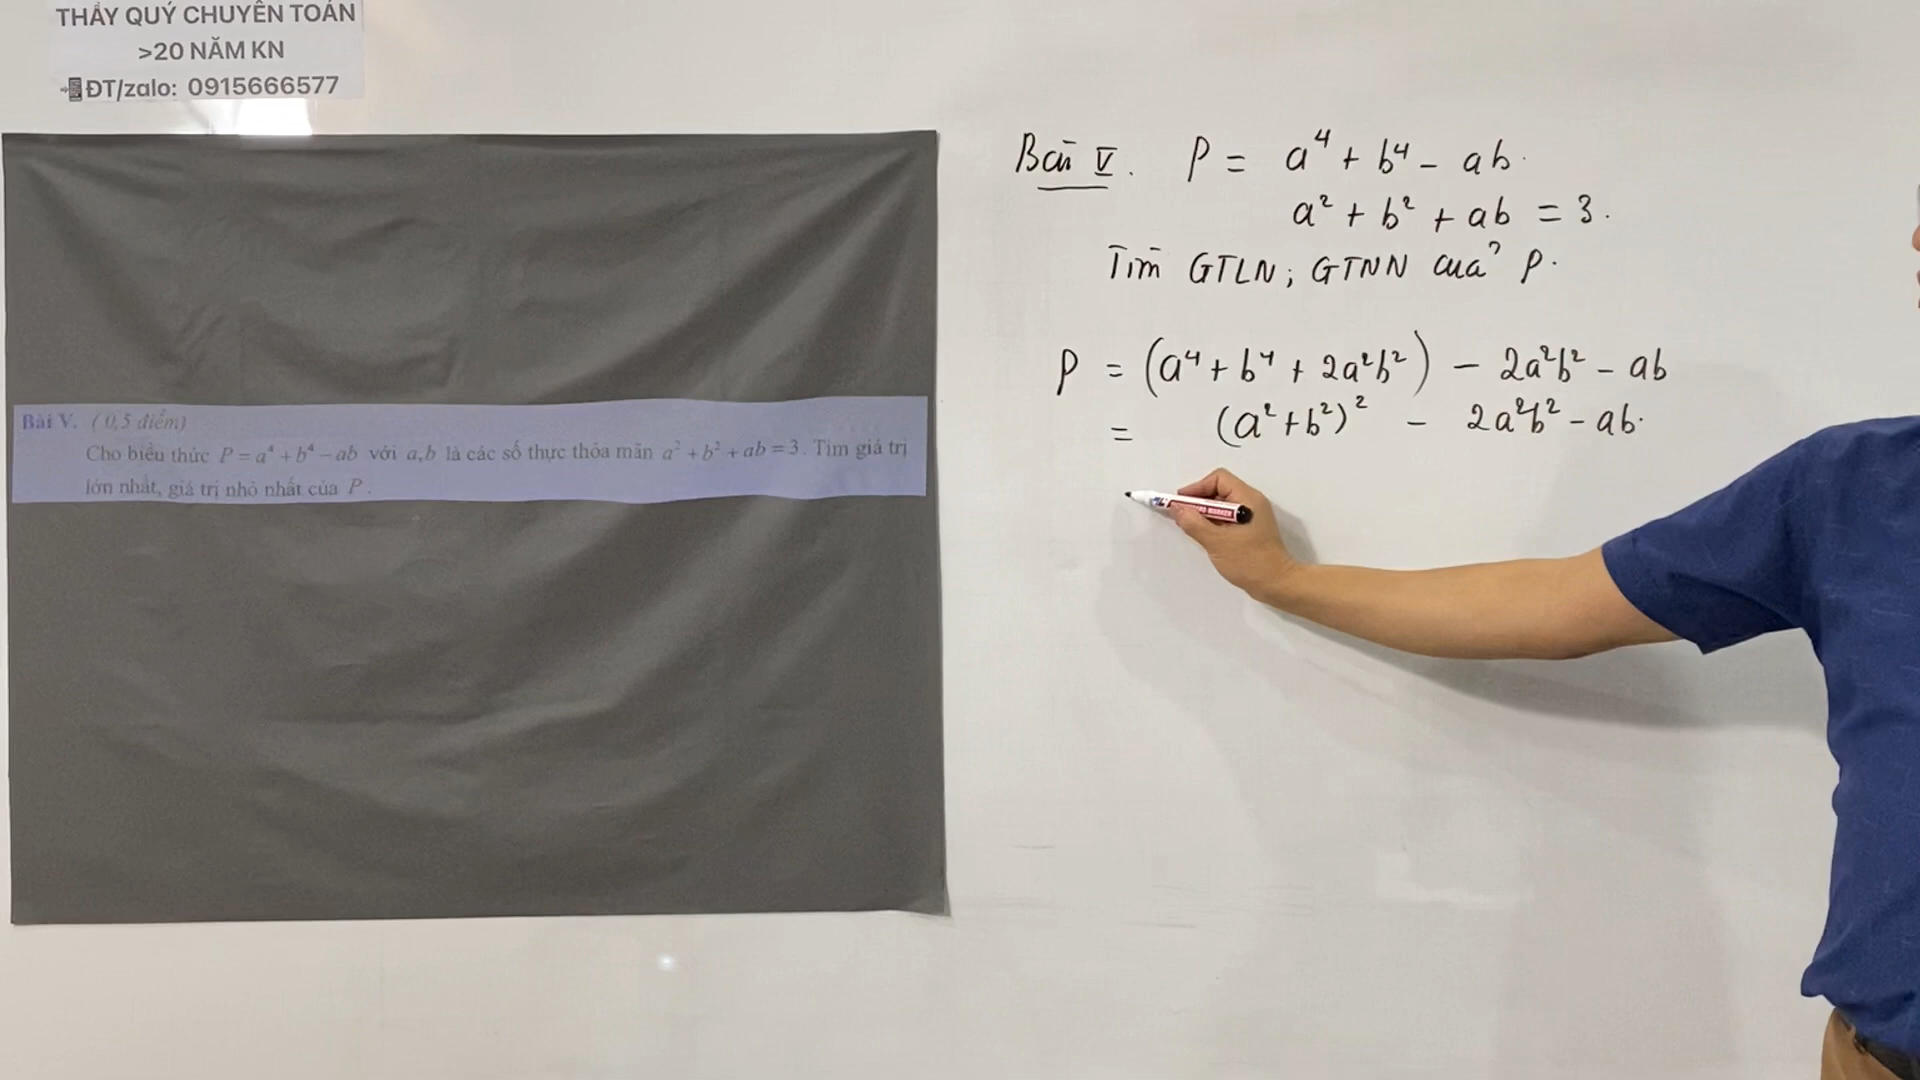 THẦY QUÝ CHUYÊN TOÁN
>20 NĂM KN
ĐT/zalo: 0915666577
Bài V. ( 0,5 điểm)
Cho biểu thức P = a⁴ + b⁴ − ab với a,b là các số thực thỏa mãn a² + b² + ab = 3. Tìm giá trị
lớn nhất, giá trị nhỏ nhất của P.
Bài V. P = a⁴ + b⁴ − ab.
a² + b² + ab = 3.
Tìm GTLN; GTNN của P.
P = (a⁴ + b⁴ + 2a²b²) − 2a²b² − ab
= (a² + b²)² − 2a²b² − ab.